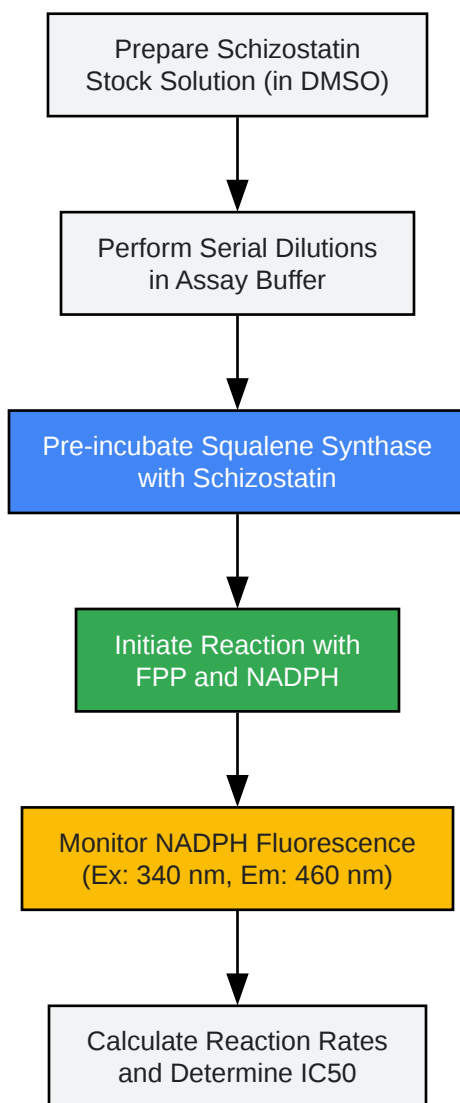 Prepare Schizostatin
Stock Solution (in DMSO)
Perform Serial Dilutions
in Assay Buffer
Pre-incubate Squalene Synthase
with Schizostatin
Initiate Reaction with
FPP and NADPH
Monitor NADPH Fluorescence
(Ex: 340 nm, Em: 460 nm)
Calculate Reaction Rates
and Determine IC50